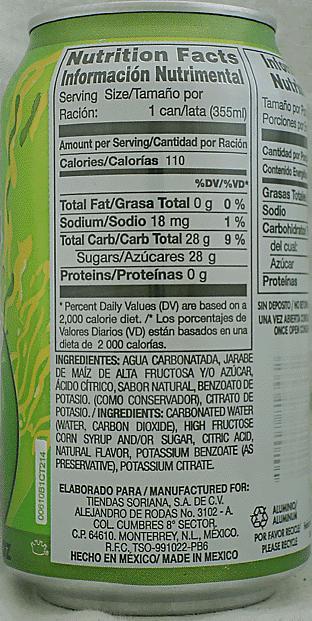 Nutrition Facts
Información Nutrimental
Serving Size/Tamaño por
Ración: 1 can/lata (355ml)
Amount per Serving/Cantidad por Ración
Calories/Calorías 110
%DV/%VD*
Total Fat/Grasa Total 0 g 0 %
Sodium/Sodio 18 mg 1 %
Total Carb/Carb Total 28 g 9 %
Sugars/Azúcares 28 g
Proteins/Proteínas 0 g
* Percent Daily Values (DV) are based on a
2,000 calorie diet. /* Los porcentajes de
Valores Diarios (VD) están basados en una
dieta de 2 000 calorías.
INGREDIENTES: AGUA CARBONATADA, JARABE
DE MAÍZ DE ALTA FRUCTOSA Y/O AZÚCAR,
ÁCIDO CÍTRICO, SABOR NATURAL, BENZOATO DE
POTASIO. (COMO CONSERVADOR), CITRATO DE
POTASIO. / INGREDIENTS: CARBONATED WATER
(WATER, CARBON DIOXIDE), HIGH FRUCTOSE
CORN SYRUP AND/OR SUGAR, CITRIC ACID,
NATURAL FLAVOR, POTASSIUM BENZOATE (AS
PRESERVATIVE), POTASSIUM CITRATE.
ELABORADO PARA / MANUFACTURED FOR:
TIENDAS SORIANA, S.A. DE C.V.
ALEJANDRO DE RODAS No. 3102 - A.
COL. CUMBRES 8° SECTOR.
C.P. 64610. MONTERREY, N.L., MÉXICO.
R.F.C. TSO-991022-PB6
HECHO EN MÉXICO/ MADE IN MEXICO
00610B1CT214
Tamaño por
Porciones por
Cantidad por
Contenido
Grasas Totales
Sodio
Carbohidratos
del cual:
Azúcar
Proteínas
SIN DEPOSITO / NO
UNA VEZ ABIERTA
ONCE OPEN
ALUMINIO/
ALUMINUM
POR FAVOR
PLEASE RECYCLE